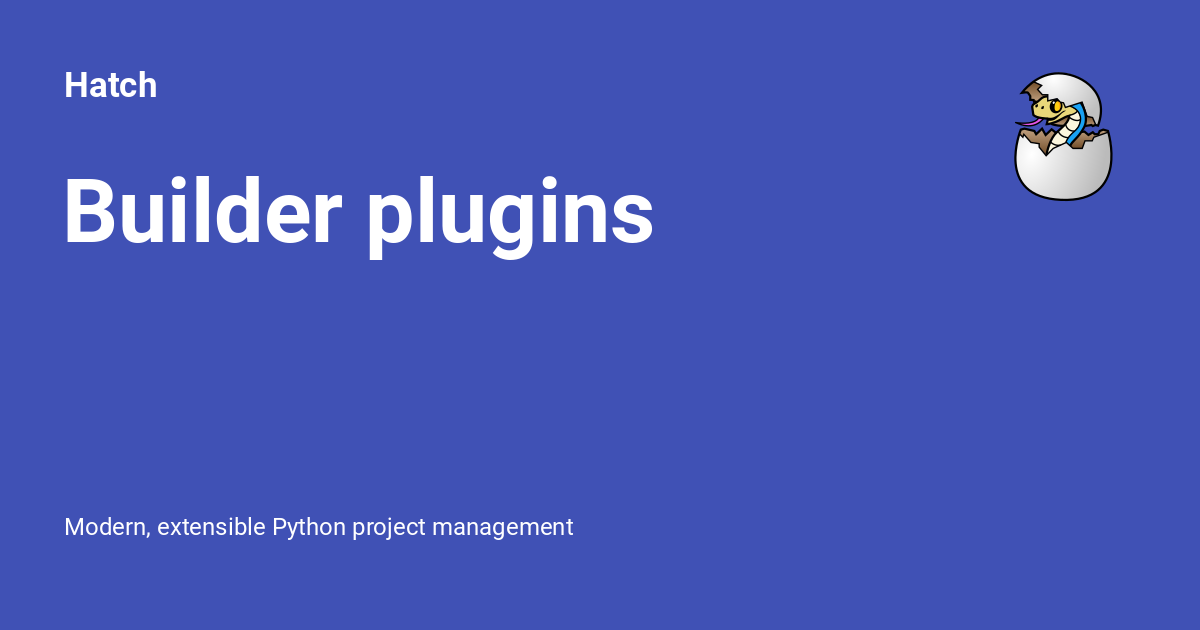 Hatch
Builder plugins
Modern, extensible Python project management